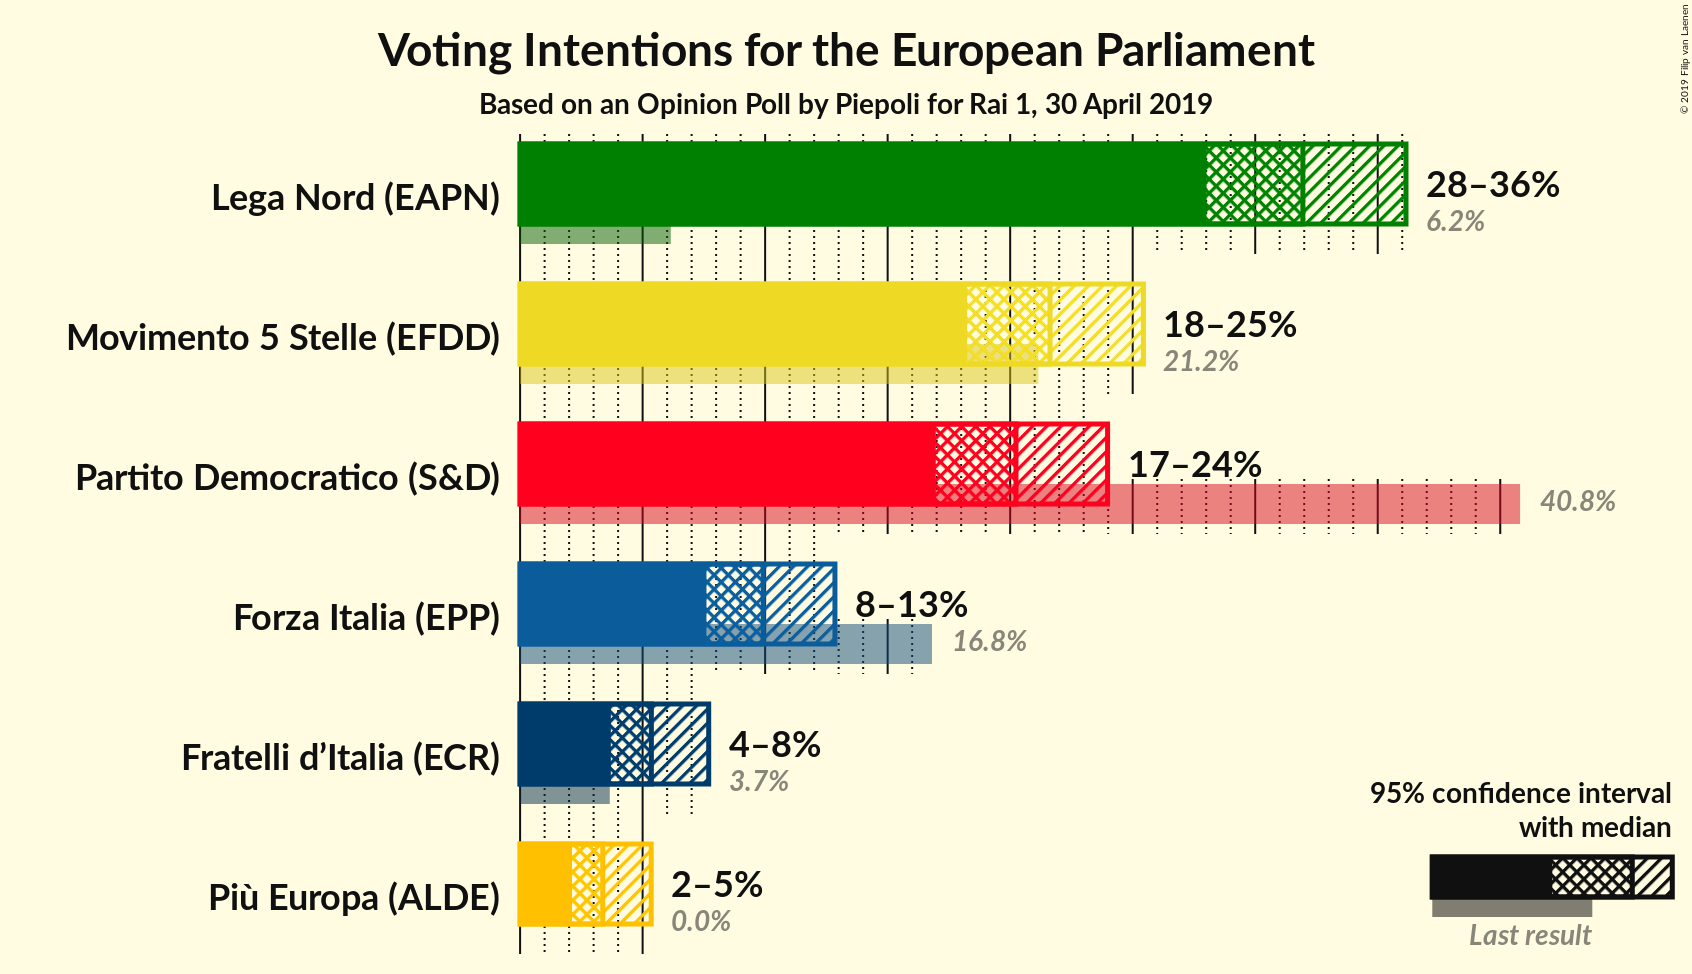 Voting Intentions for the European Parliament
Based on an Opinion Poll by Piepoli for Rai 1, 30 April 2019
© 2019 Filip van Laenen
Lega Nord (EAPN)
28–36%
6.2%
Movimento 5 Stelle (EFDD)
18–25%
21.2%
Partito Democratico (S&D)
17–24%
40.8%
Forza Italia (EPP)
8–13%
16.8%
Fratelli d’Italia (ECR)
4–8%
3.7%
Più Europa (ALDE)
2–5%
0.0%
95% confidence interval
with median
Last result